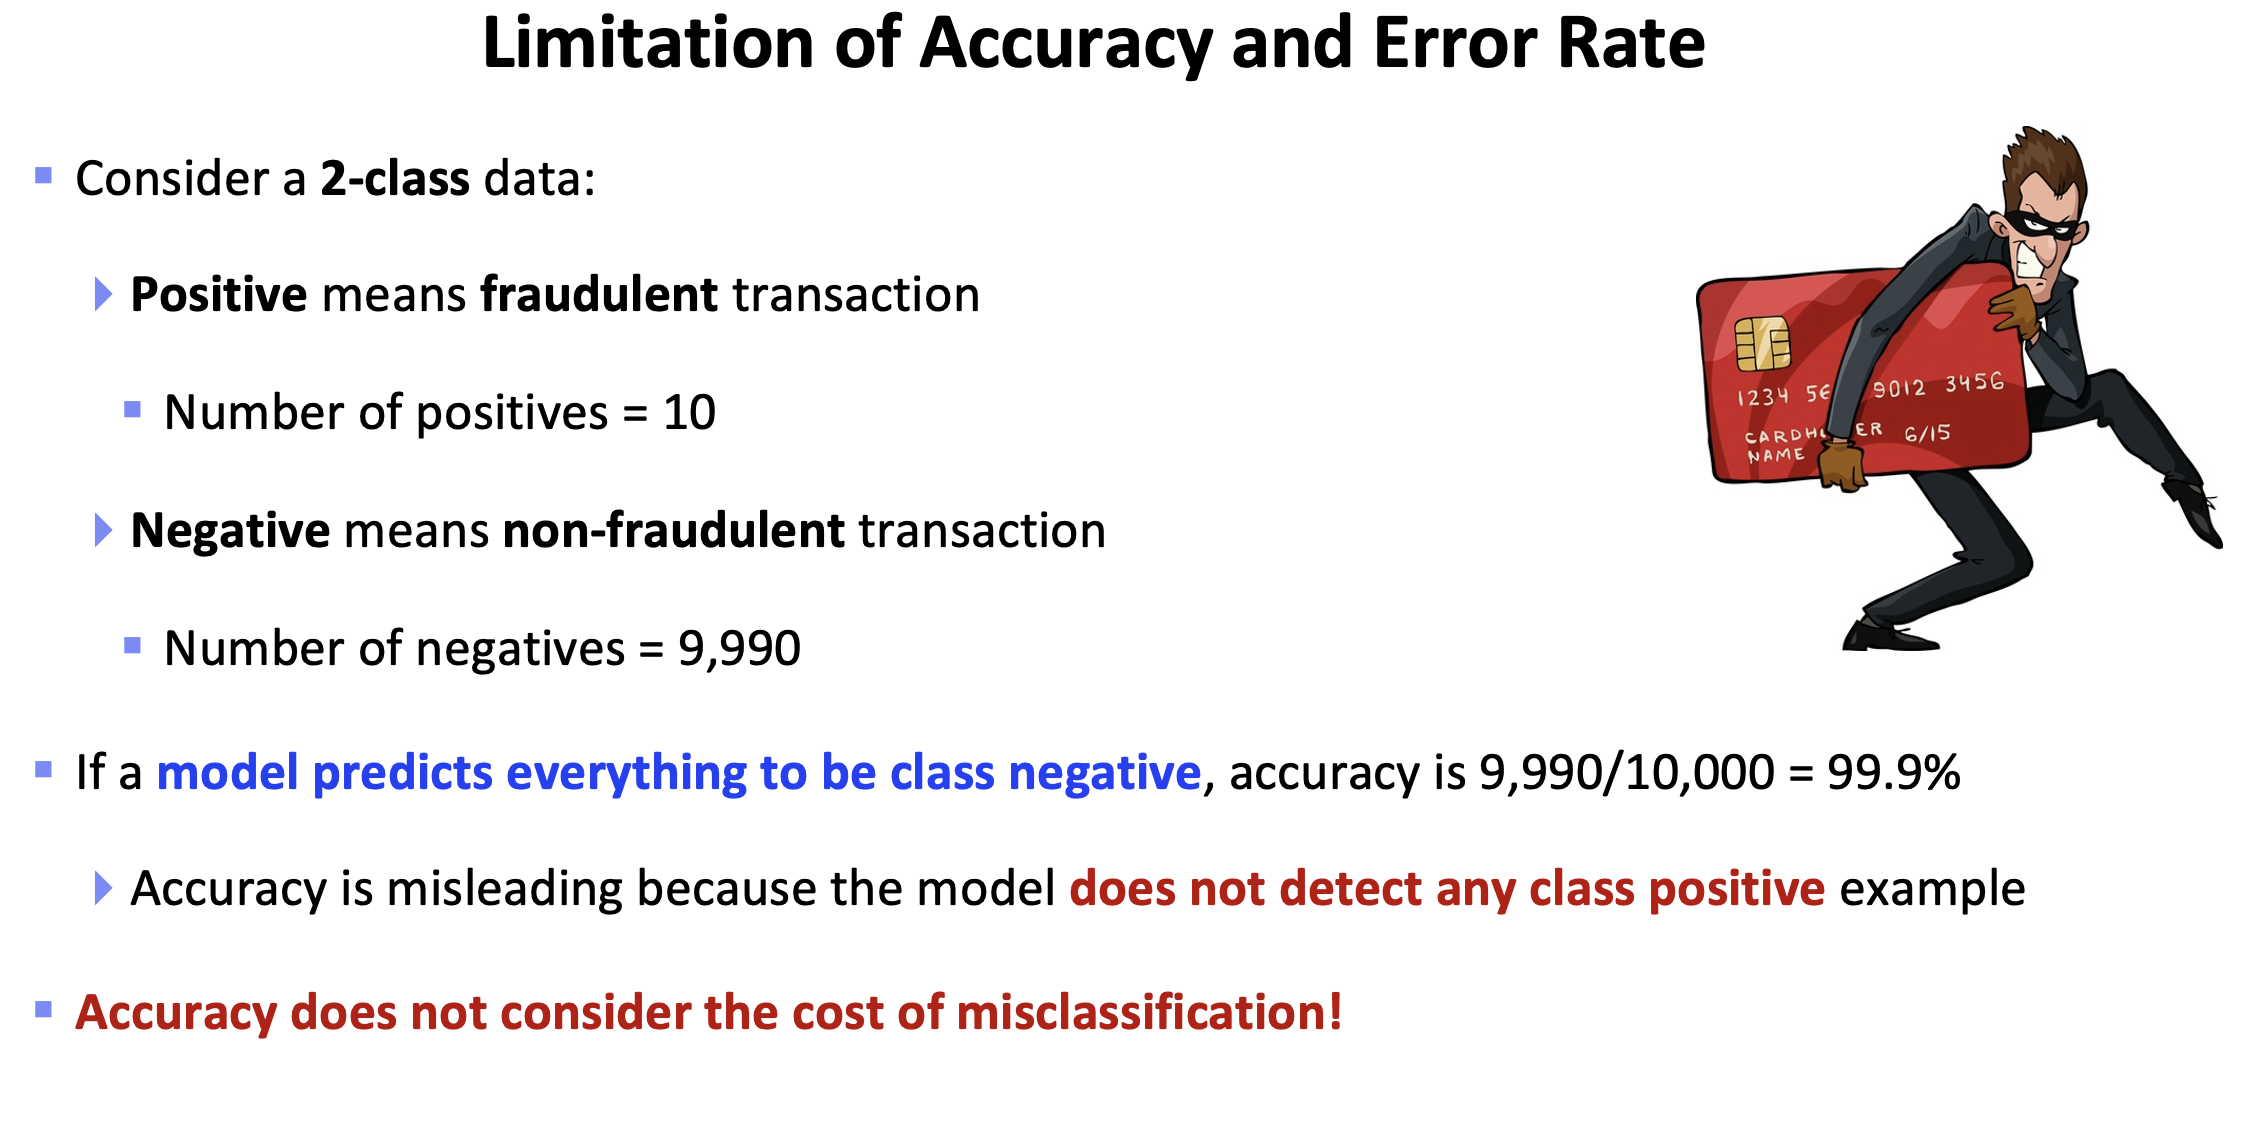 Limitation of Accuracy and Error Rate
Consider a 2-class data:
Positive means fraudulent transaction
Number of positives = 10
Negative means non-fraudulent transaction
Number of negatives = 9,990
If a model predicts everything to be class negative, accuracy is 9,990/10,000 = 99.9%
Accuracy is misleading because the model does not detect any class positive example
Accuracy does not consider the cost of misclassification!
1234 56 9012 3456
CARDH ER 6/15
NAME